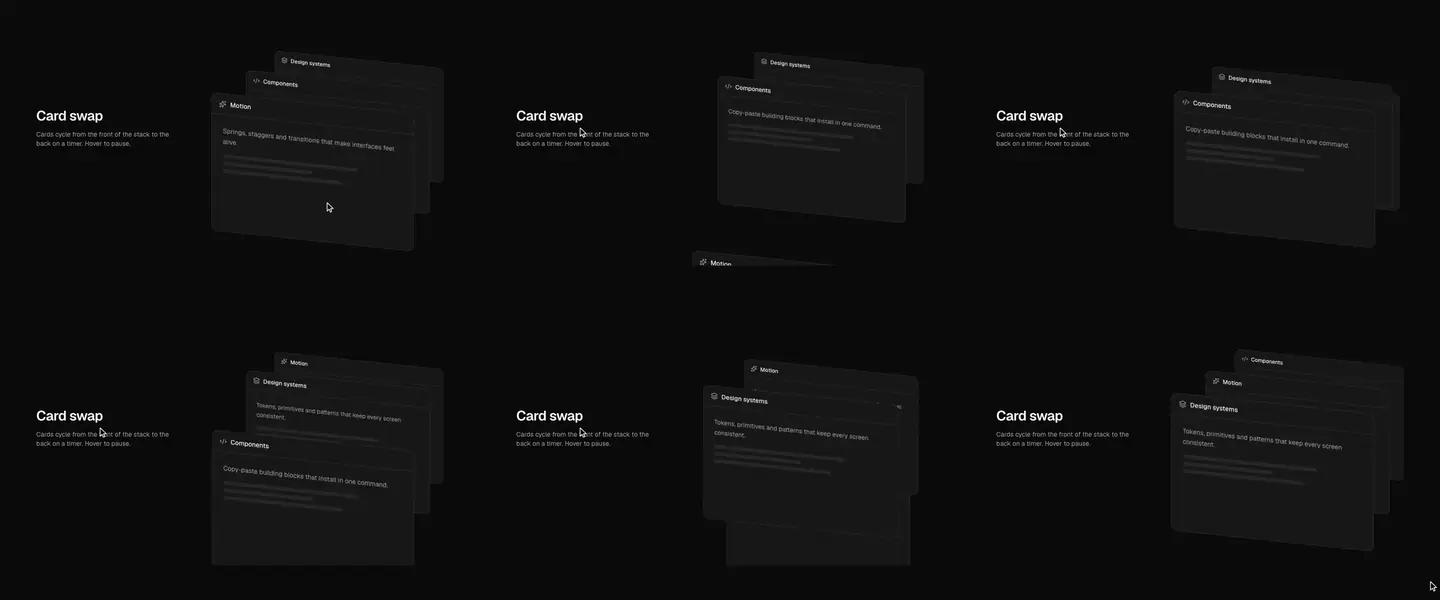 Card swap
Cards cycle from the front of the stack to the
back on a timer. Hover to pause.
Design systems
Components
Motion
Springs, staggers and transitions that make interfaces feel
alive.
Card swap
Cards cycle from the front of the stack to the
back on a timer. Hover to pause.
Design systems
Components
Copy-paste building blocks that install in one command.
Motion
Card swap
Cards cycle from the front of the stack to the
back on a timer. Hover to pause.
Design systems
Components
Copy-paste building blocks that install in one command.
Card swap
Cards cycle from the front of the stack to the
back on a timer. Hover to pause.
Motion
Design systems
Tokens, primitives and patterns that keep every screen
consistent.
Components
Copy-paste building blocks that install in one command.
Card swap
Cards cycle from the front of the stack to the
back on a timer. Hover to pause.
Motion
Design systems
Tokens, primitives and patterns that keep every screen
consistent.
Card swap
Cards cycle from the front of the stack to the
back on a timer. Hover to pause.
Components
Motion
Design systems
Tokens, primitives and patterns that keep every screen
consistent.